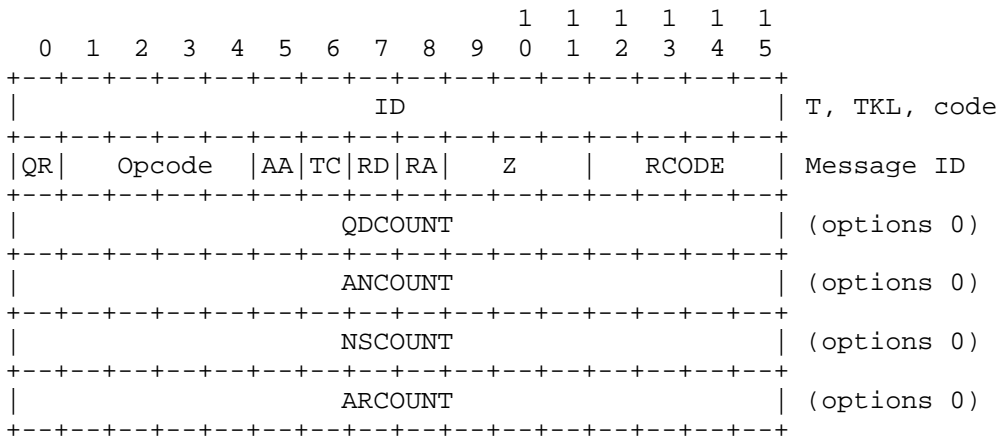 1  1  1  1  1  1
  0  1  2  3  4  5  6  7  8  9  0  1  2  3  4  5
+--+--+--+--+--+--+--+--+--+--+--+--+--+--+--+--+
|                      ID                       | T, TKL, code
+--+--+--+--+--+--+--+--+--+--+--+--+--+--+--+--+
|QR|   Opcode  |AA|TC|RD|RA|   Z    |   RCODE   | Message ID
+--+--+--+--+--+--+--+--+--+--+--+--+--+--+--+--+
|                    QDCOUNT                    | (options 0)
+--+--+--+--+--+--+--+--+--+--+--+--+--+--+--+--+
|                    ANCOUNT                    | (options 0)
+--+--+--+--+--+--+--+--+--+--+--+--+--+--+--+--+
|                    NSCOUNT                    | (options 0)
+--+--+--+--+--+--+--+--+--+--+--+--+--+--+--+--+
|                    ARCOUNT                    | (options 0)
+--+--+--+--+--+--+--+--+--+--+--+--+--+--+--+--+